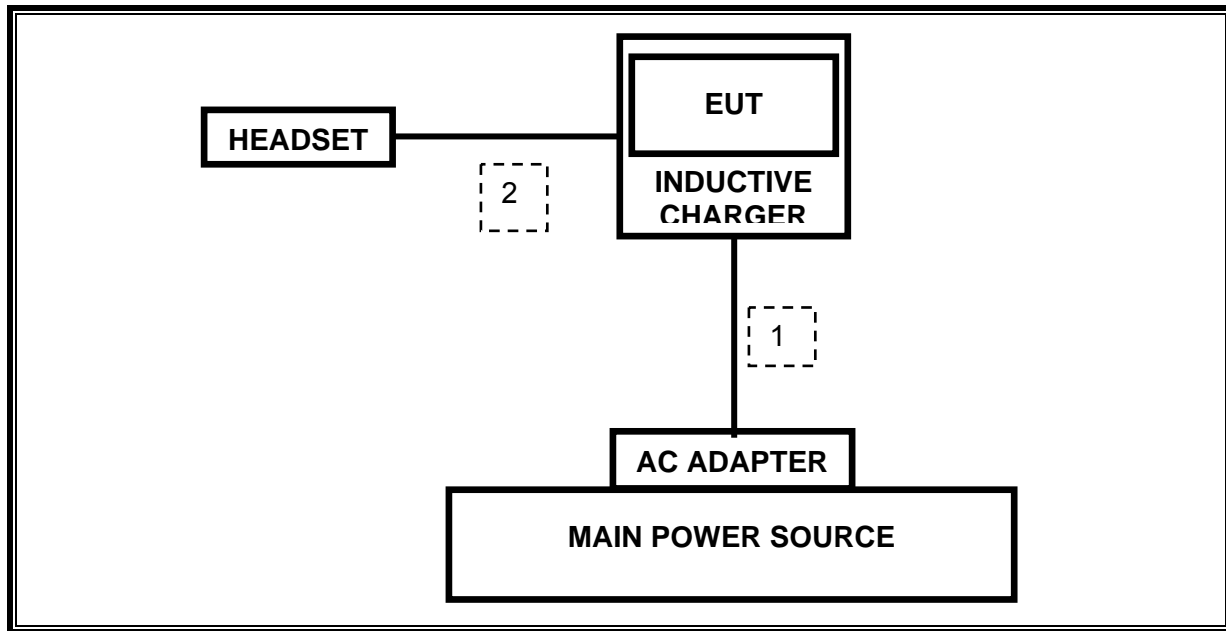 EUT
HEADSET
2
INDUCTIVE
CHARGER
1
AC ADAPTER
MAIN POWER SOURCE